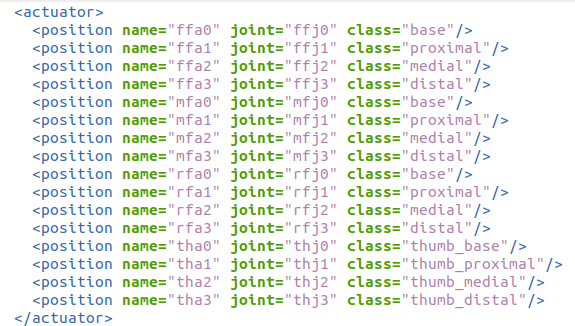 <actuator>
<position name="ffa0" joint="ffj0" class="base"/>
<position name="ffa1" joint="ffj1" class="proximal"/>
<position name="ffa2" joint="ffj2" class="medial"/>
<position name="ffa3" joint="ffj3" class="distal"/>
<position name="mfa0" joint="mfj0" class="base"/>
<position name="mfa1" joint="mfj1" class="proximal"/>
<position name="mfa2" joint="mfj2" class="medial"/>
<position name="mfa3" joint="mfj3" class="distal"/>
<position name="rfa0" joint="rfj0" class="base"/>
<position name="rfa1" joint="rfj1" class="proximal"/>
<position name="rfa2" joint="rfj2" class="medial"/>
<position name="rfa3" joint="rfj3" class="distal"/>
<position name="tha0" joint="thj0" class="thumb_base"/>
<position name="tha1" joint="thj1" class="thumb_proximal"/>
<position name="tha2" joint="thj2" class="thumb_medial"/>
<position name="tha3" joint="thj3" class="thumb_distal"/>
</actuator>